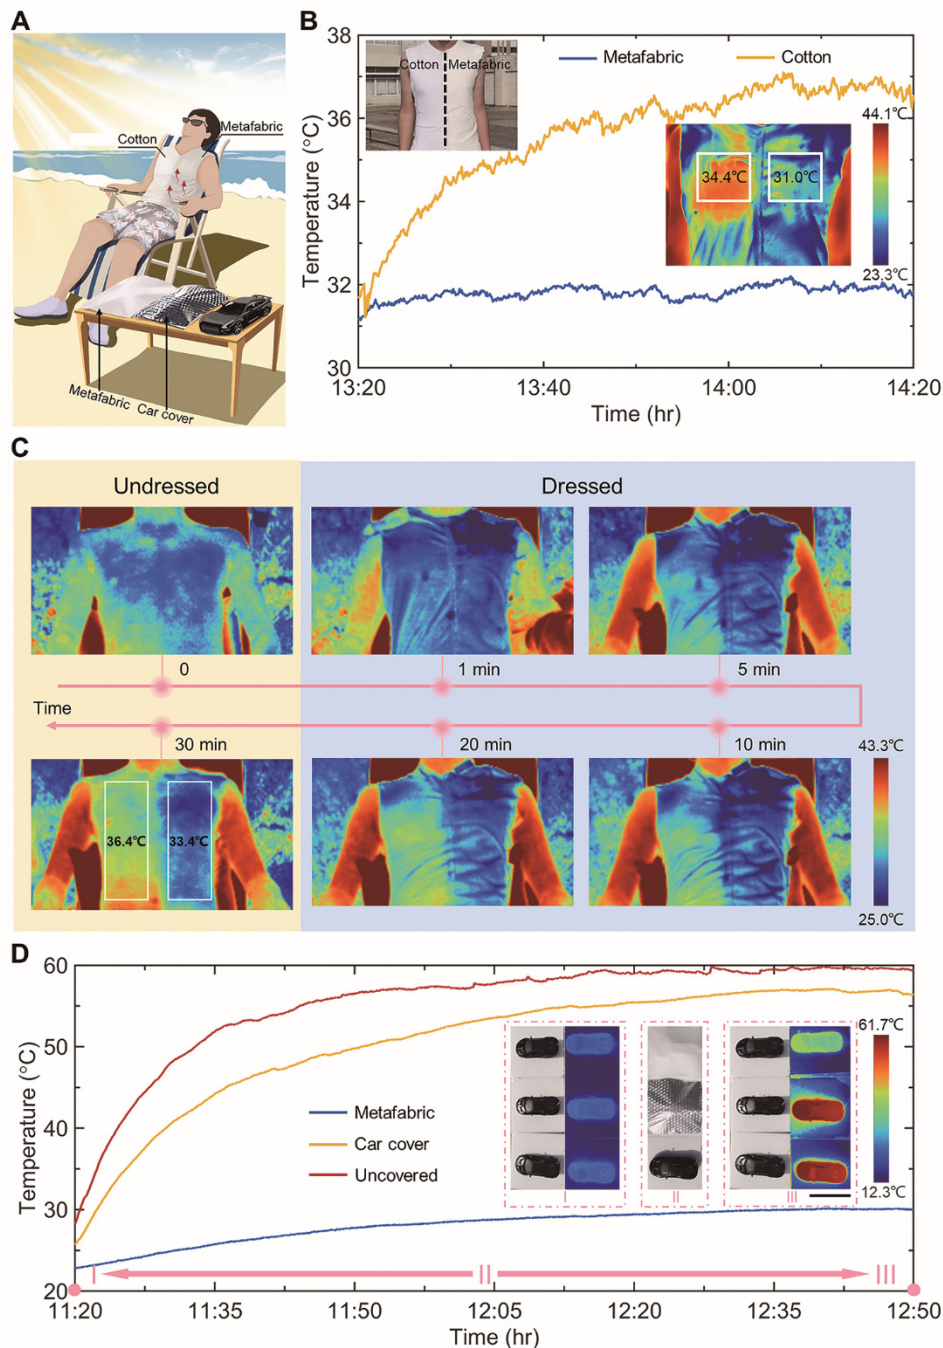 A
Cotton
Metafabric
Metafabric
Car cover
B
Cotton
Metafabric
Metafabric
Cotton
44.1℃
34.4℃
31.0℃
23.3℃
Temperature (°C)
38
36
34
32
30
13:20
13:40
14:00
14:20
Time (hr)
C
Undressed
Dressed
0
1 min
5 min
Time
30 min
20 min
10 min
36.4℃
33.4℃
43.3℃
25.0℃
D
Temperature (°C)
60
50
40
30
20
Metafabric
Car cover
Uncovered
61.7℃
12.3℃
I
II
III
I
II
III
11:20
11:35
11:50
12:05
12:20
12:35
12:50
Time (hr)